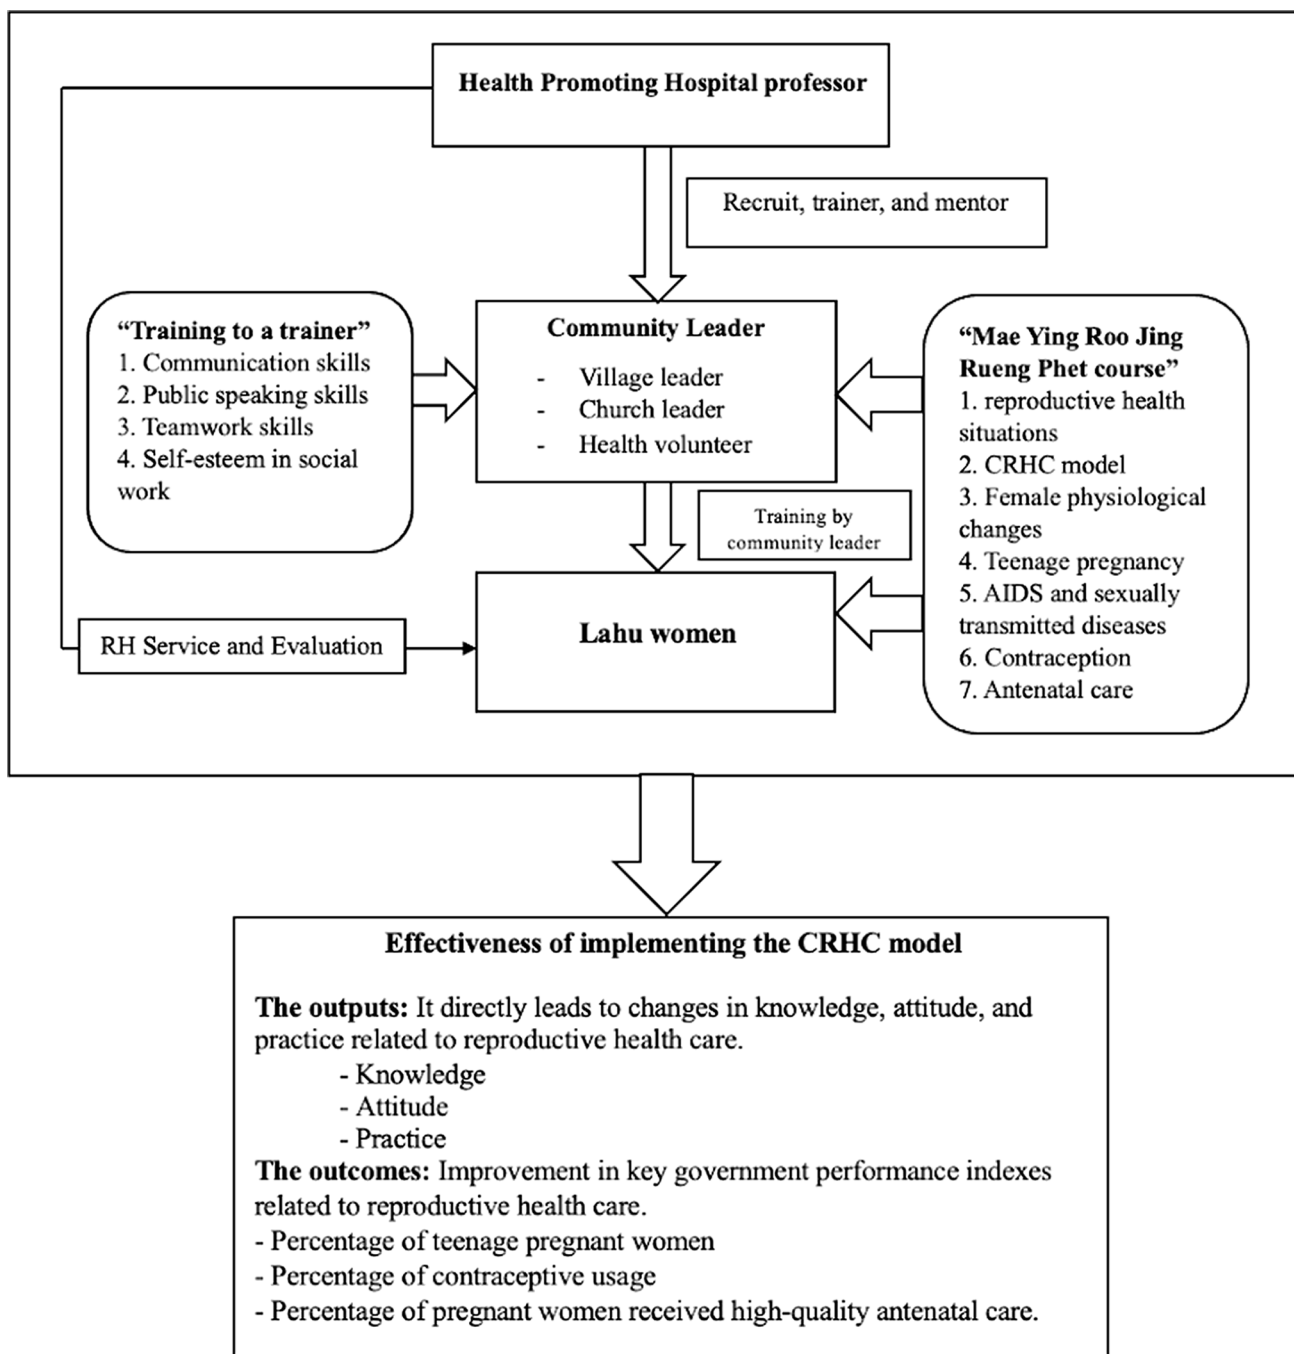 Health Promoting Hospital professor
Recruit, trainer, and mentor
“Training to a trainer”
1. Communication skills
2. Public speaking skills
3. Teamwork skills
4. Self-esteem in social
work
Community Leader
- Village leader
- Church leader
- Health volunteer
“Mae Ying Roo Jing
Rueng Phet course”
1. reproductive health
situations
2. CRHC model
3. Female physiological
changes
4. Teenage pregnancy
5. AIDS and sexually
transmitted diseases
6. Contraception
7. Antenatal care
Training by
community leader
RH Service and Evaluation
Lahu women
Effectiveness of implementing the CRHC model
The outputs: It directly leads to changes in knowledge, attitude, and
practice related to reproductive health care.
- Knowledge
- Attitude
- Practice
The outcomes: Improvement in key government performance indexes
related to reproductive health care.
- Percentage of teenage pregnant women
- Percentage of contraceptive usage
- Percentage of pregnant women received high-quality antenatal care.